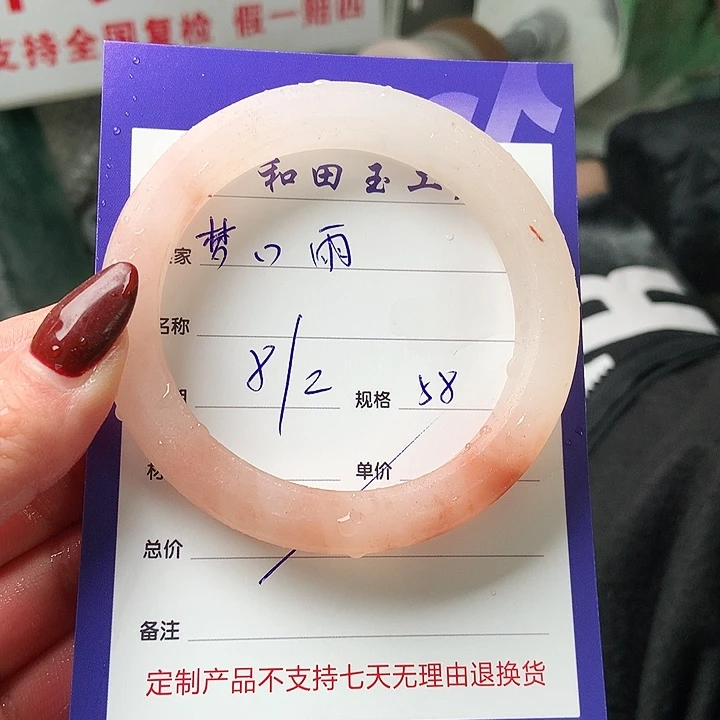 支持全国复检 假一赔四
和田玉工
家 梦 雨
名称
8/2 规格 58
单价
总价
备注
定制产品不支持七天无理由退换货